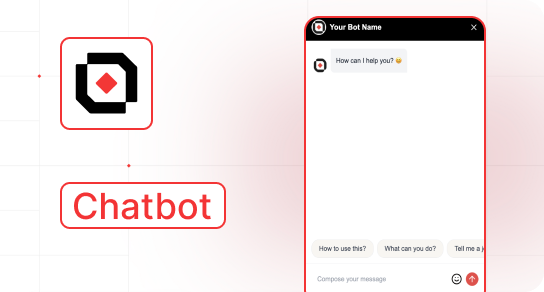 Chatbot
Your Bot Name
How can I help you? 😊
How to use this?
What can you do?
Tell me a
Compose your message